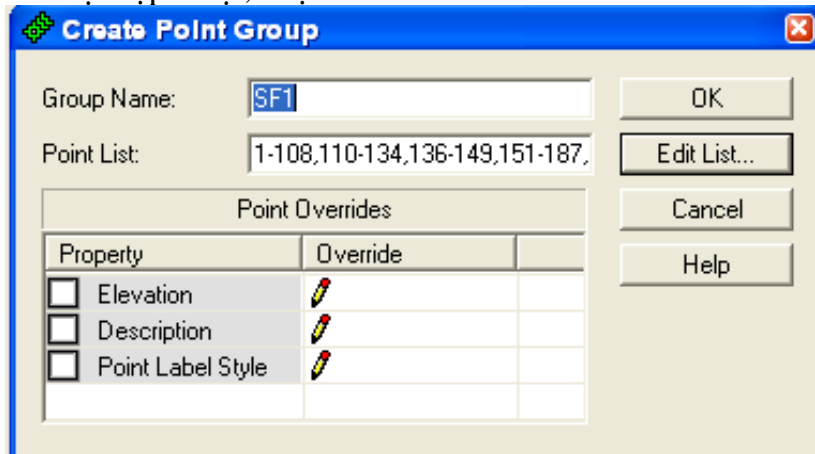 Create Point Group
Group Name: SF1 OK
Point List: 1-108,110-134,136-149,151-187, Edit List...
Point Overrides Cancel
Property Override Help
Elevation
Description
Point Label Style